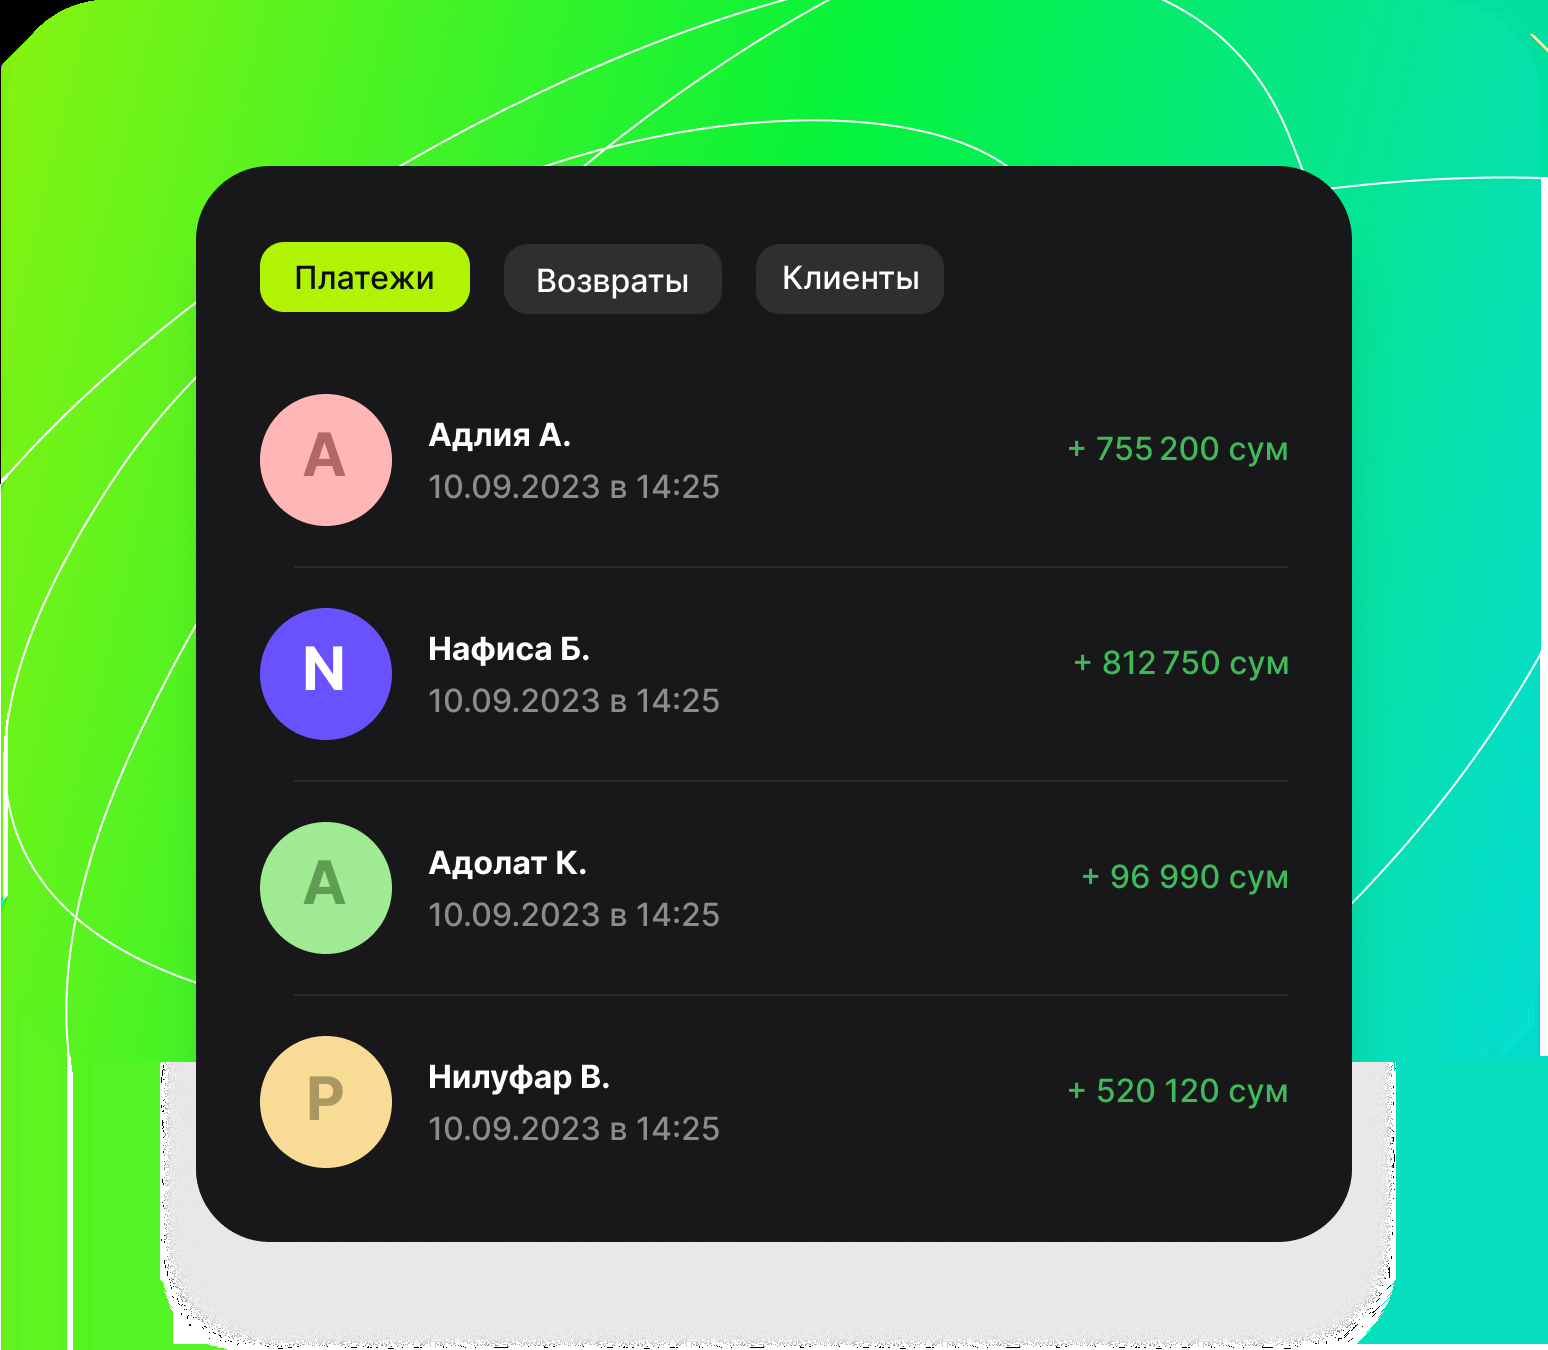 Платежи Возвраты Клиенты
A
Адлия А.
+ 755 200 сум
10.09.2023 в 14:25
N
Нафиса Б.
+ 812 750 сум
10.09.2023 в 14:25
A
Адолат К.
+ 96 990 сум
10.09.2023 в 14:25
P
Нилуфар В.
+ 520 120 сум
10.09.2023 в 14:25